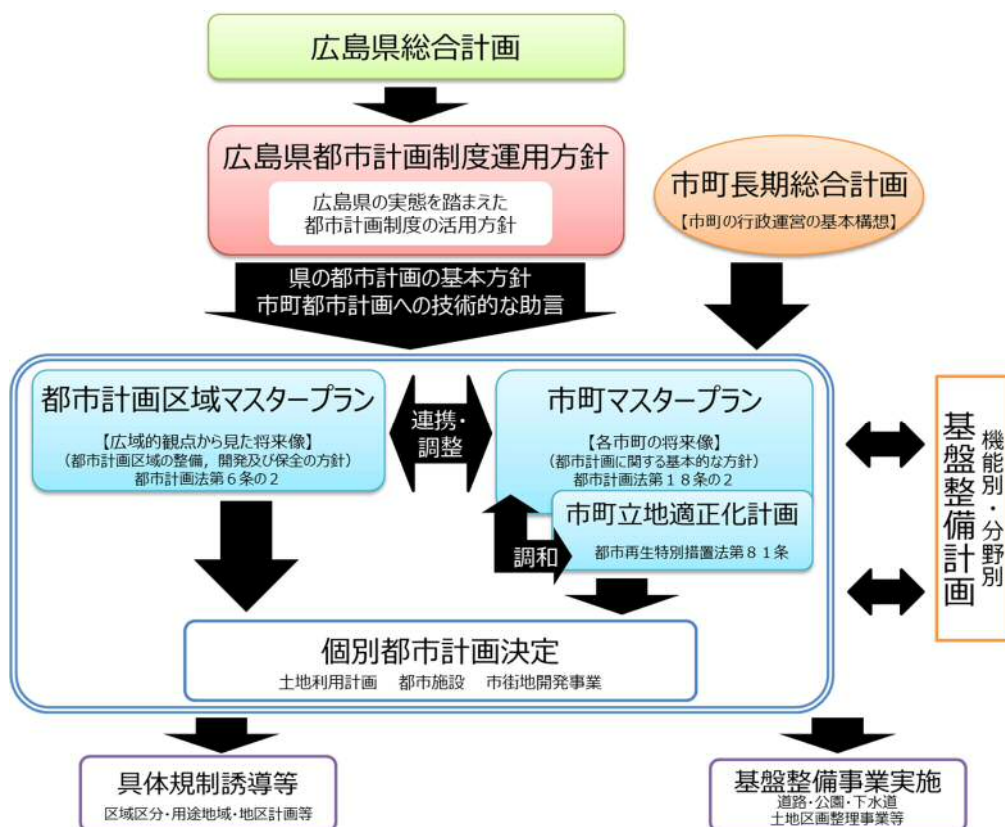 広島県総合計画
広島県都市計画制度運用方針
広島県の実態を踏まえた
都市計画制度の活用方針
市町長期総合計画
【市町の行政運営の基本構想】
県の都市計画の基本方針
市町都市計画への技術的な助言
都市計画区域マスタープラン
【広域的観点から見た将来像】
(都市計画区域の整備，開発及び保全の方針)
都市計画法第６条の２
連携・
調整
市町マスタープラン
【各市町の将来像】
(都市計画に関する基本的な方針)
都市計画法第１８条の２
市町立地適正化計画
都市再生特別措置法第８１条
調和
機能別・分野別
基盤整備計画
個別都市計画決定
土地利用計画　都市施設　市街地開発事業
具体規制誘導等
区域区分・用途地域・地区計画等
基盤整備事業実施
道路・公園・下水道
土地区画整理事業等